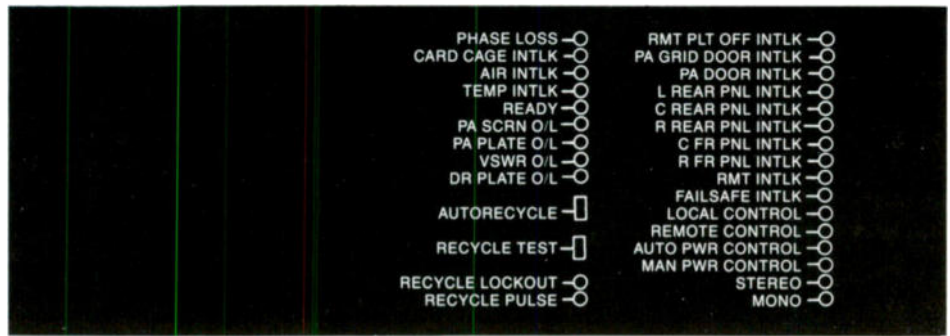 PHASE LOSS
CARD CAGE INTLK
AIR INTLK
TEMP INTLK
READY
PA SCRN O/L
PA PLATE O/L
VSWR O/L
DR PLATE O/L
AUTORECYCLE
RECYCLE TEST
RECYCLE LOCKOUT
RECYCLE PULSE
RMT PLT OFF INTLK
PA GRID DOOR INTLK
PA DOOR INTLK
L REAR PNL INTLK
C REAR PNL INTLK
R REAR PNL INTLK
C FR PNL INTLK
R FR PNL INTLK
RMT INTLK
FAILSAFE INTLK
LOCAL CONTROL
REMOTE CONTROL
AUTO PWR CONTROL
MAN PWR CONTROL
STEREO
MONO